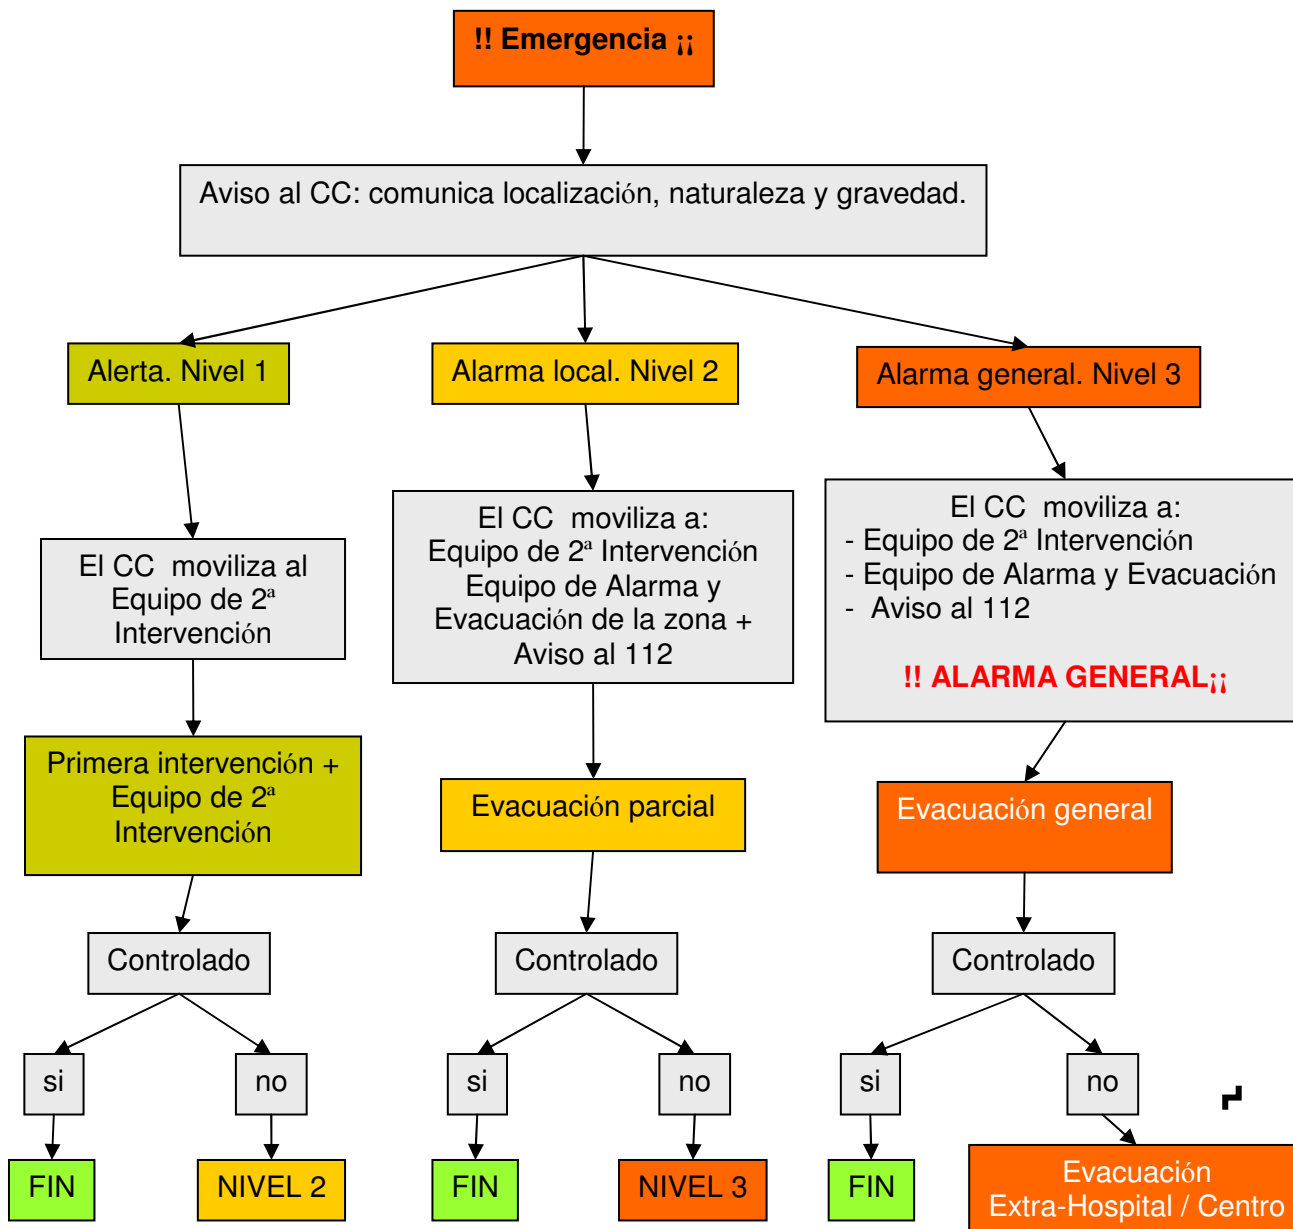 !! Emergencia ¡¡
Aviso al CC: comunica localización, naturaleza y gravedad.
Alerta. Nivel 1
Alarma local. Nivel 2
Alarma general. Nivel 3
El CC moviliza al
Equipo de 2ª
Intervención
El CC moviliza a:
Equipo de 2ª Intervención
Equipo de Alarma y
Evacuación de la zona +
Aviso al 112
El CC moviliza a:
- Equipo de 2ª Intervención
- Equipo de Alarma y Evacuación
- Aviso al 112
!! ALARMA GENERAL¡¡
Primera intervención +
Equipo de 2ª
Intervención
Evacuación parcial
Evacuación general
Controlado
Controlado
Controlado
si
no
si
no
si
no
FIN
NIVEL 2
FIN
NIVEL 3
FIN
Evacuación
Extra-Hospital / Centro